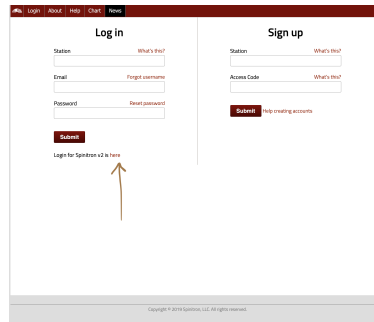 Login About Help Chart News
Log in
Station What's this?
Email Forgot username
Password Reset password
Submit
Login for Spinitron v2 is here
Sign up
Station What's this?
Access Code What's this?
Submit Help creating accounts
Copyright © 2019 Spinitron, LLC. All rights reserved.